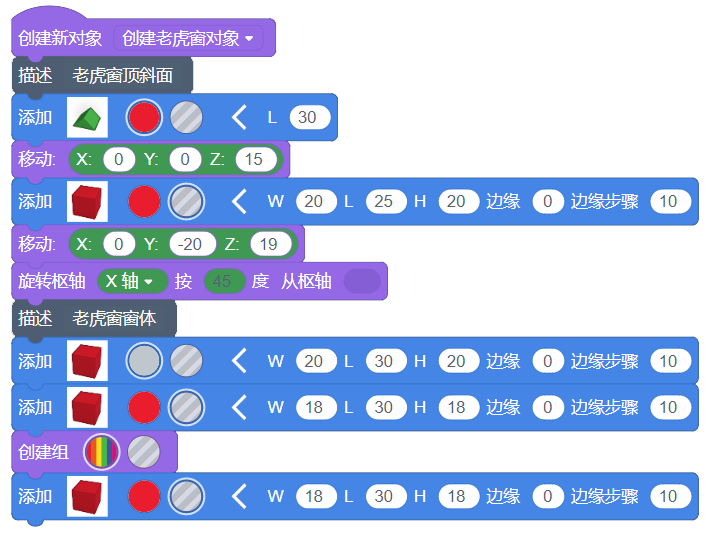 创建新对象 创建老虎窗对象
描述 老虎窗顶斜面
添加 L 30
移动: X: 0 Y: 0 Z: 15
添加 W 20 L 25 H 20 边缘 0 边缘步骤 10
移动: X: 0 Y: -20 Z: 19
旋转枢轴 X 轴 按 45 度 从枢轴
描述 老虎窗窗体
添加 W 20 L 30 H 20 边缘 0 边缘步骤 10
添加 W 18 L 30 H 18 边缘 0 边缘步骤 10
创建组
添加 W 18 L 30 H 18 边缘 0 边缘步骤 10